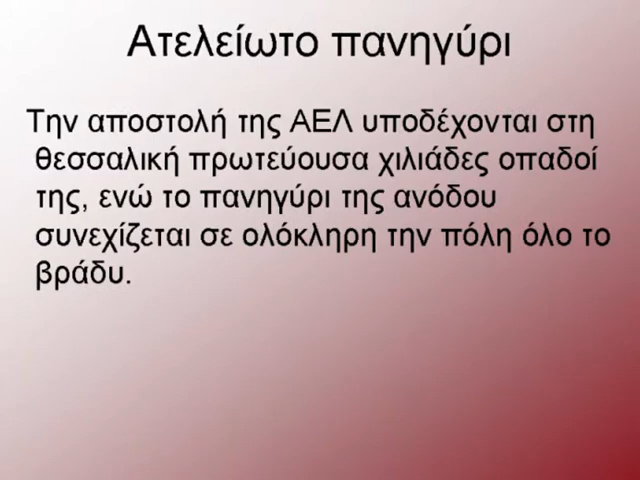 Ατελείωτο πανηγύρι
Την αποστολή της ΑΕΛ υποδέχονται στη
θεσσαλική πρωτεύουσα χιλιάδες οπαδοί
της, ενώ το πανηγύρι της ανόδου
συνεχίζεται σε ολόκληρη την πόλη όλο το
βράδυ.